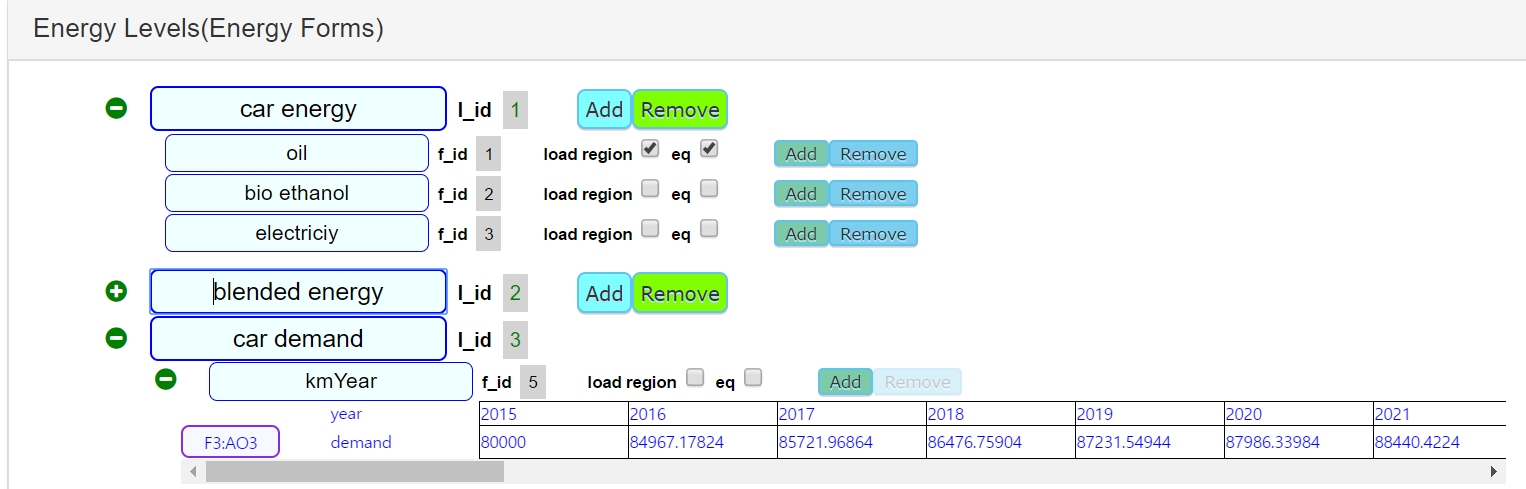 Energy Levels(Energy Forms)
car energy l_id 1 Add Remove
oil f_id 1 load region eq Add Remove
bio ethanol f_id 2 load region eq Add Remove
electriciy f_id 3 load region eq Add Remove
blended energy l_id 2 Add Remove
car demand l_id 3
kmYear f_id 5 load region eq Add Remove
year 2015 2016 2017 2018 2019 2020 2021
F3:AO3 demand 80000 84967.17824 85721.96864 86476.75904 87231.54944 87986.33984 88440.4224